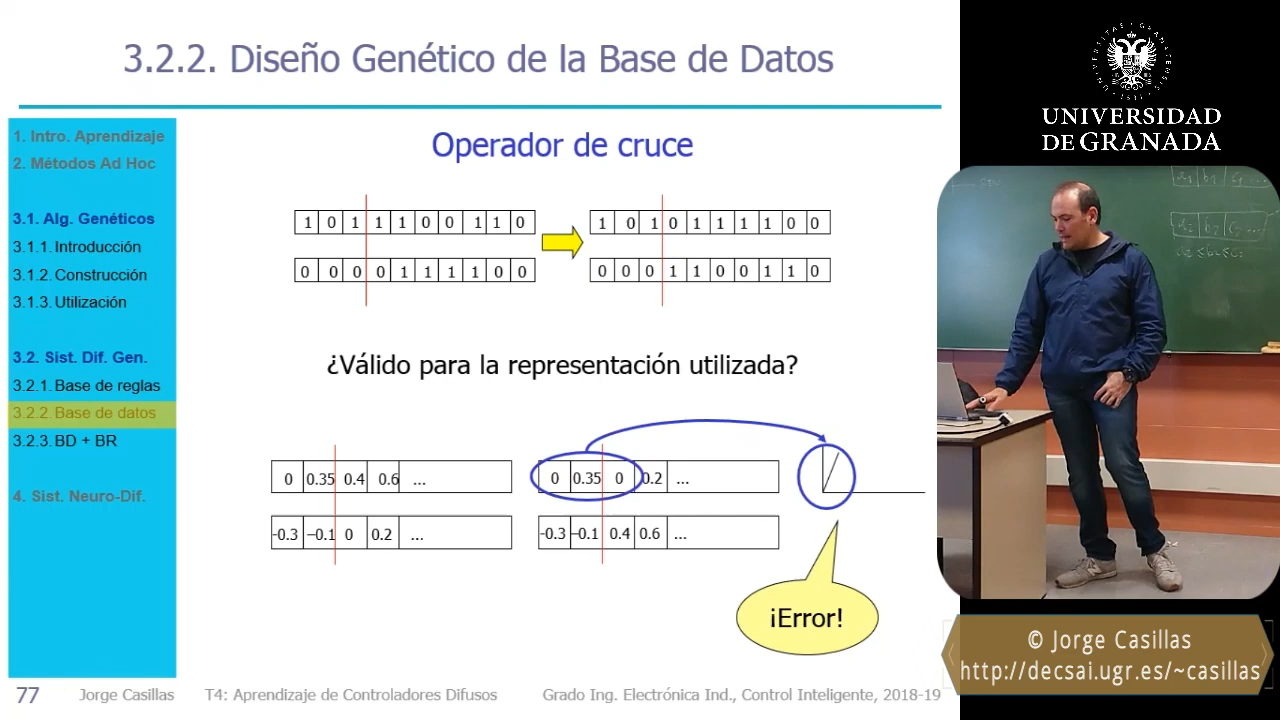 3.2.2. Diseño Genético de la Base de Datos
1. Intro. Aprendizaje
2. Métodos Ad Hoc
3.1. Alg. Genéticos
3.1.1. Introducción
3.1.2. Construcción
3.1.3. Utilización
3.2. Sist. Dif. Gen.
3.2.1. Base de reglas
3.2.2. Base de datos
3.2.3. BD + BR
4. Sist. Neuro-Dif.
Operador de cruce
1 0 1 1 1 0 0 1 1 0
1 0 1 0 1 1 1 1 0 0
0 0 0 0 1 1 1 1 0 0
0 0 0 1 1 0 0 1 1 0
¿Válido para la representación utilizada?
0 0.35 0.4 0.6 ...
0 0.35 0 0.2 ...
-0.3 –0.1 0 0.2 ...
-0.3 –0.1 0.4 0.6 ...
¡Error!
77 Jorge Casillas T4: Aprendizaje de Controladores Difusos Grado Ing. Electrónica Ind., Control Inteligente, 2018-19
UNIVERSIDAD
DE GRANADA
© Jorge Casillas
http://decsai.ugr.es/~casillas